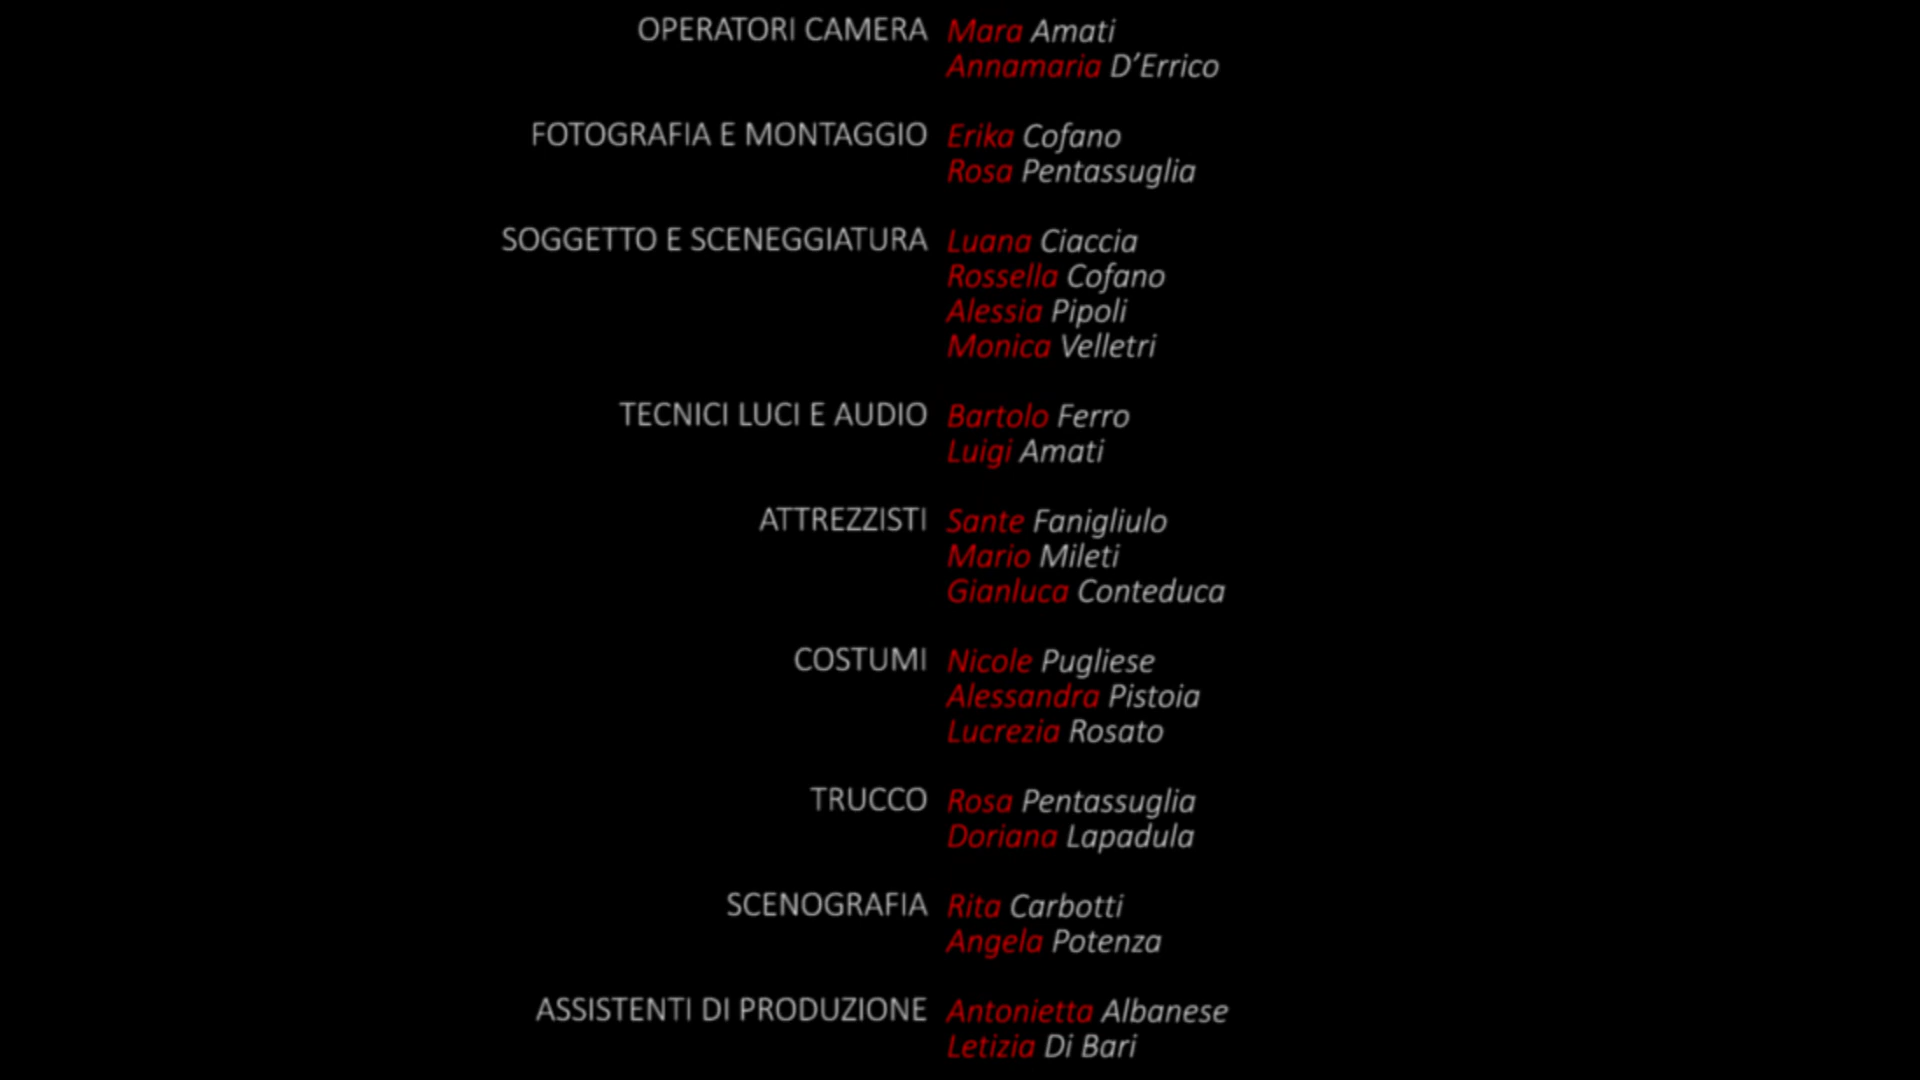 OPERATORI CAMERA Mara Amati
Annamaria D’Errico
FOTOGRAFIA E MONTAGGIO Erika Cofano
Rosa Pentassuglia
SOGGETTO E SCENEGGIATURA Luana Ciaccia
Rossella Cofano
Alessia Pipoli
Monica Velletri
TECNICI LUCI E AUDIO Bartolo Ferro
Luigi Amati
ATTREZZISTI Sante Fanigliulo
Mario Mileti
Gianluca Conteduca
COSTUMI Nicole Pugliese
Alessandra Pistoia
Lucrezia Rosato
TRUCCO Rosa Pentassuglia
Doriana Lapadula
SCENOGRAFIA Rita Carbotti
Angela Potenza
ASSISTENTI DI PRODUZIONE Antonietta Albanese
Letizia Di Bari